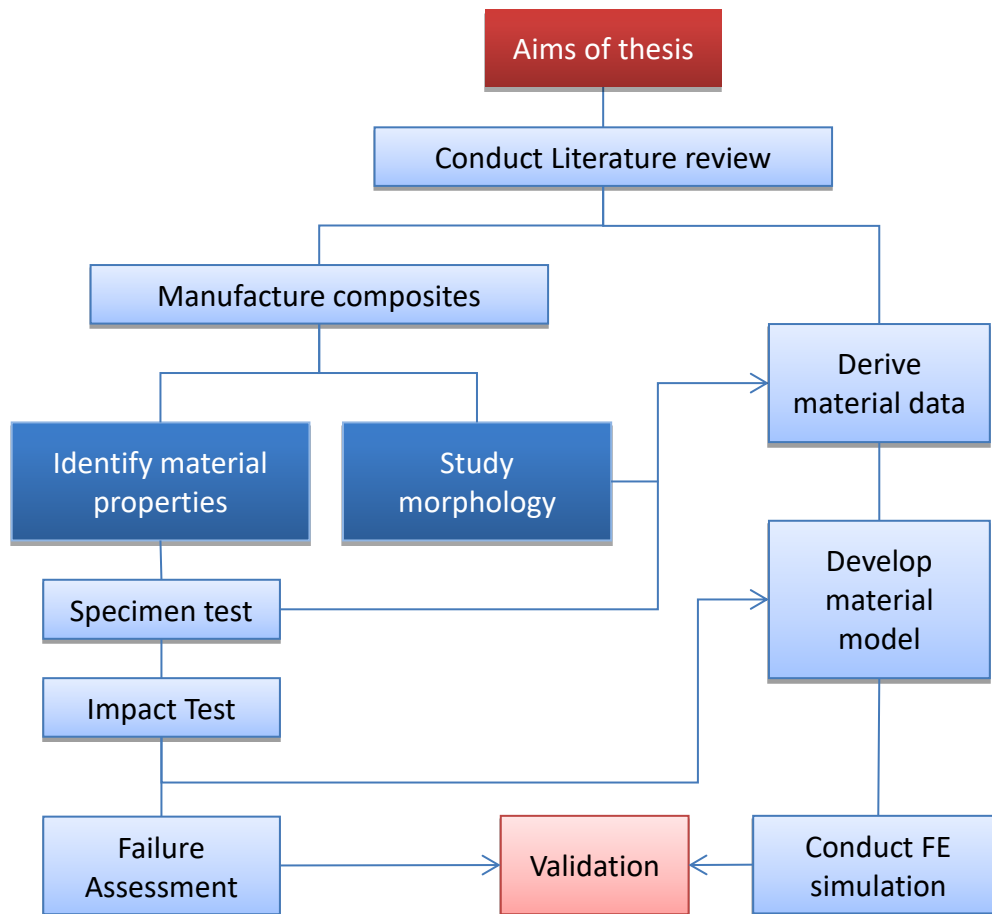 Aims of thesis
Conduct Literature review
Manufacture composites
Derive
material data
Identify material
properties
Study
morphology
Develop
material
model
Specimen test
Impact Test
Failure
Assessment
Validation
Conduct FE
simulation